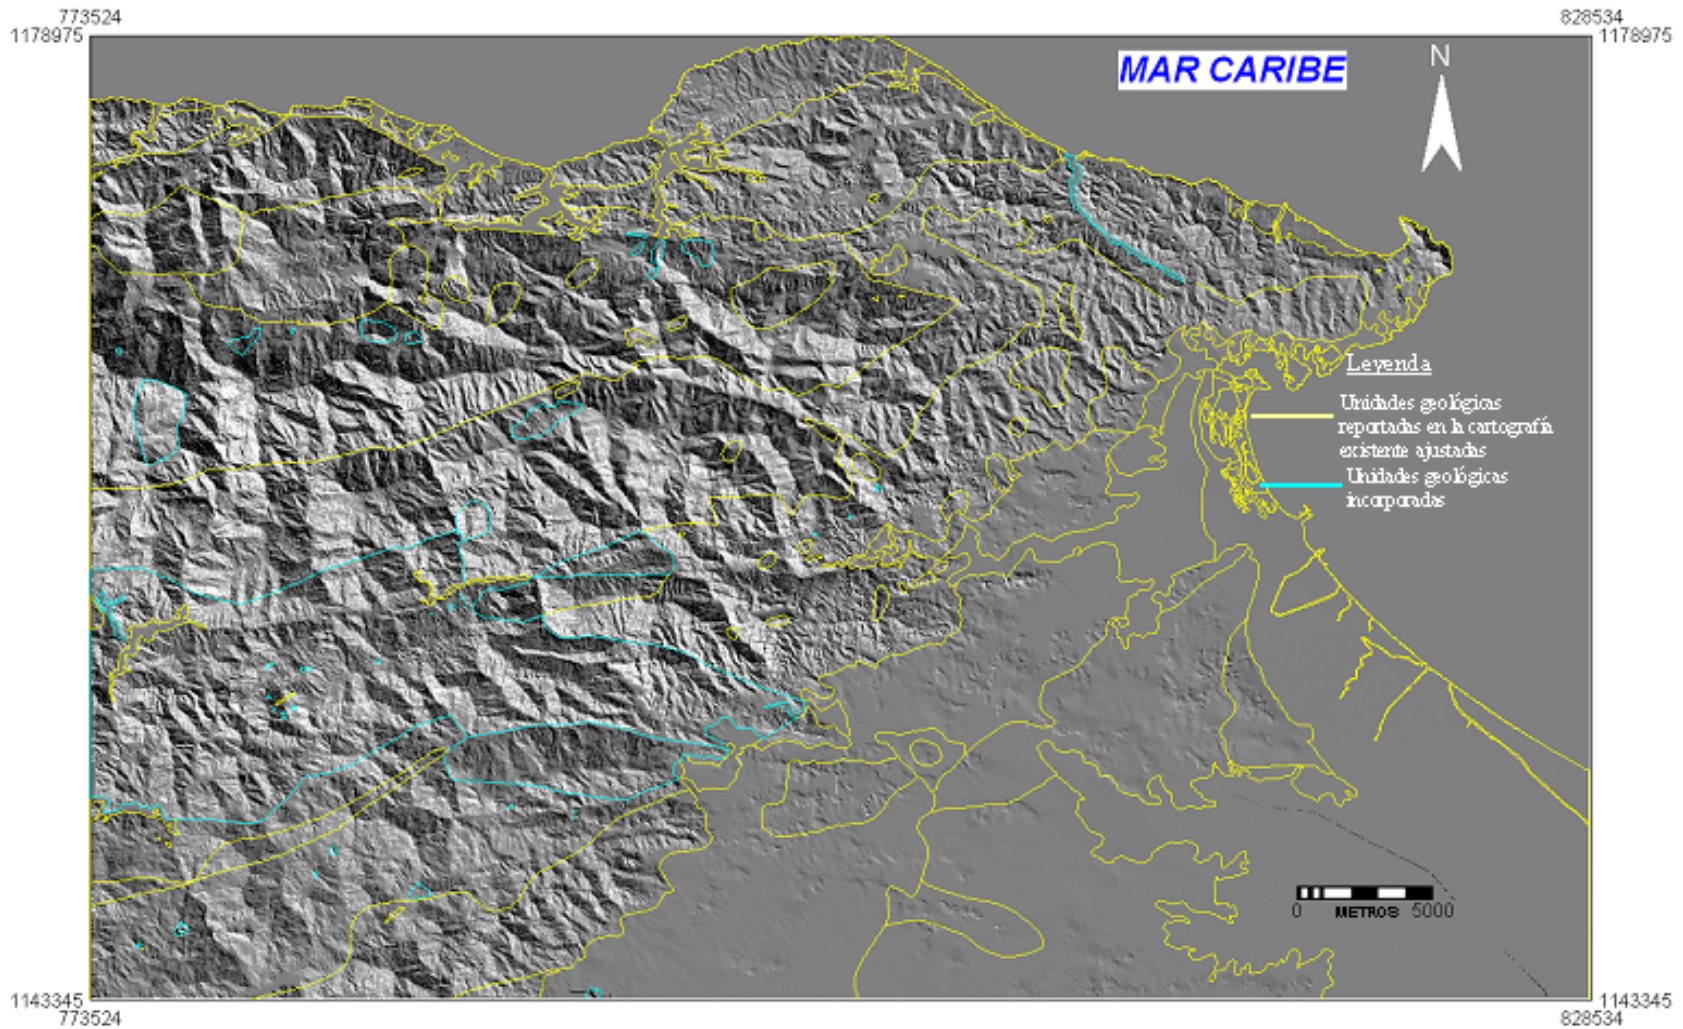 773524
828534
1178975
1178975
MAR CARIBE
N
Leyenda
Unidades geológicas
reportadas en la cartografía
existente ajustadas
Unidades geológicas
incorporadas
0 METROS 5000
1143345
1143345
773524
828534